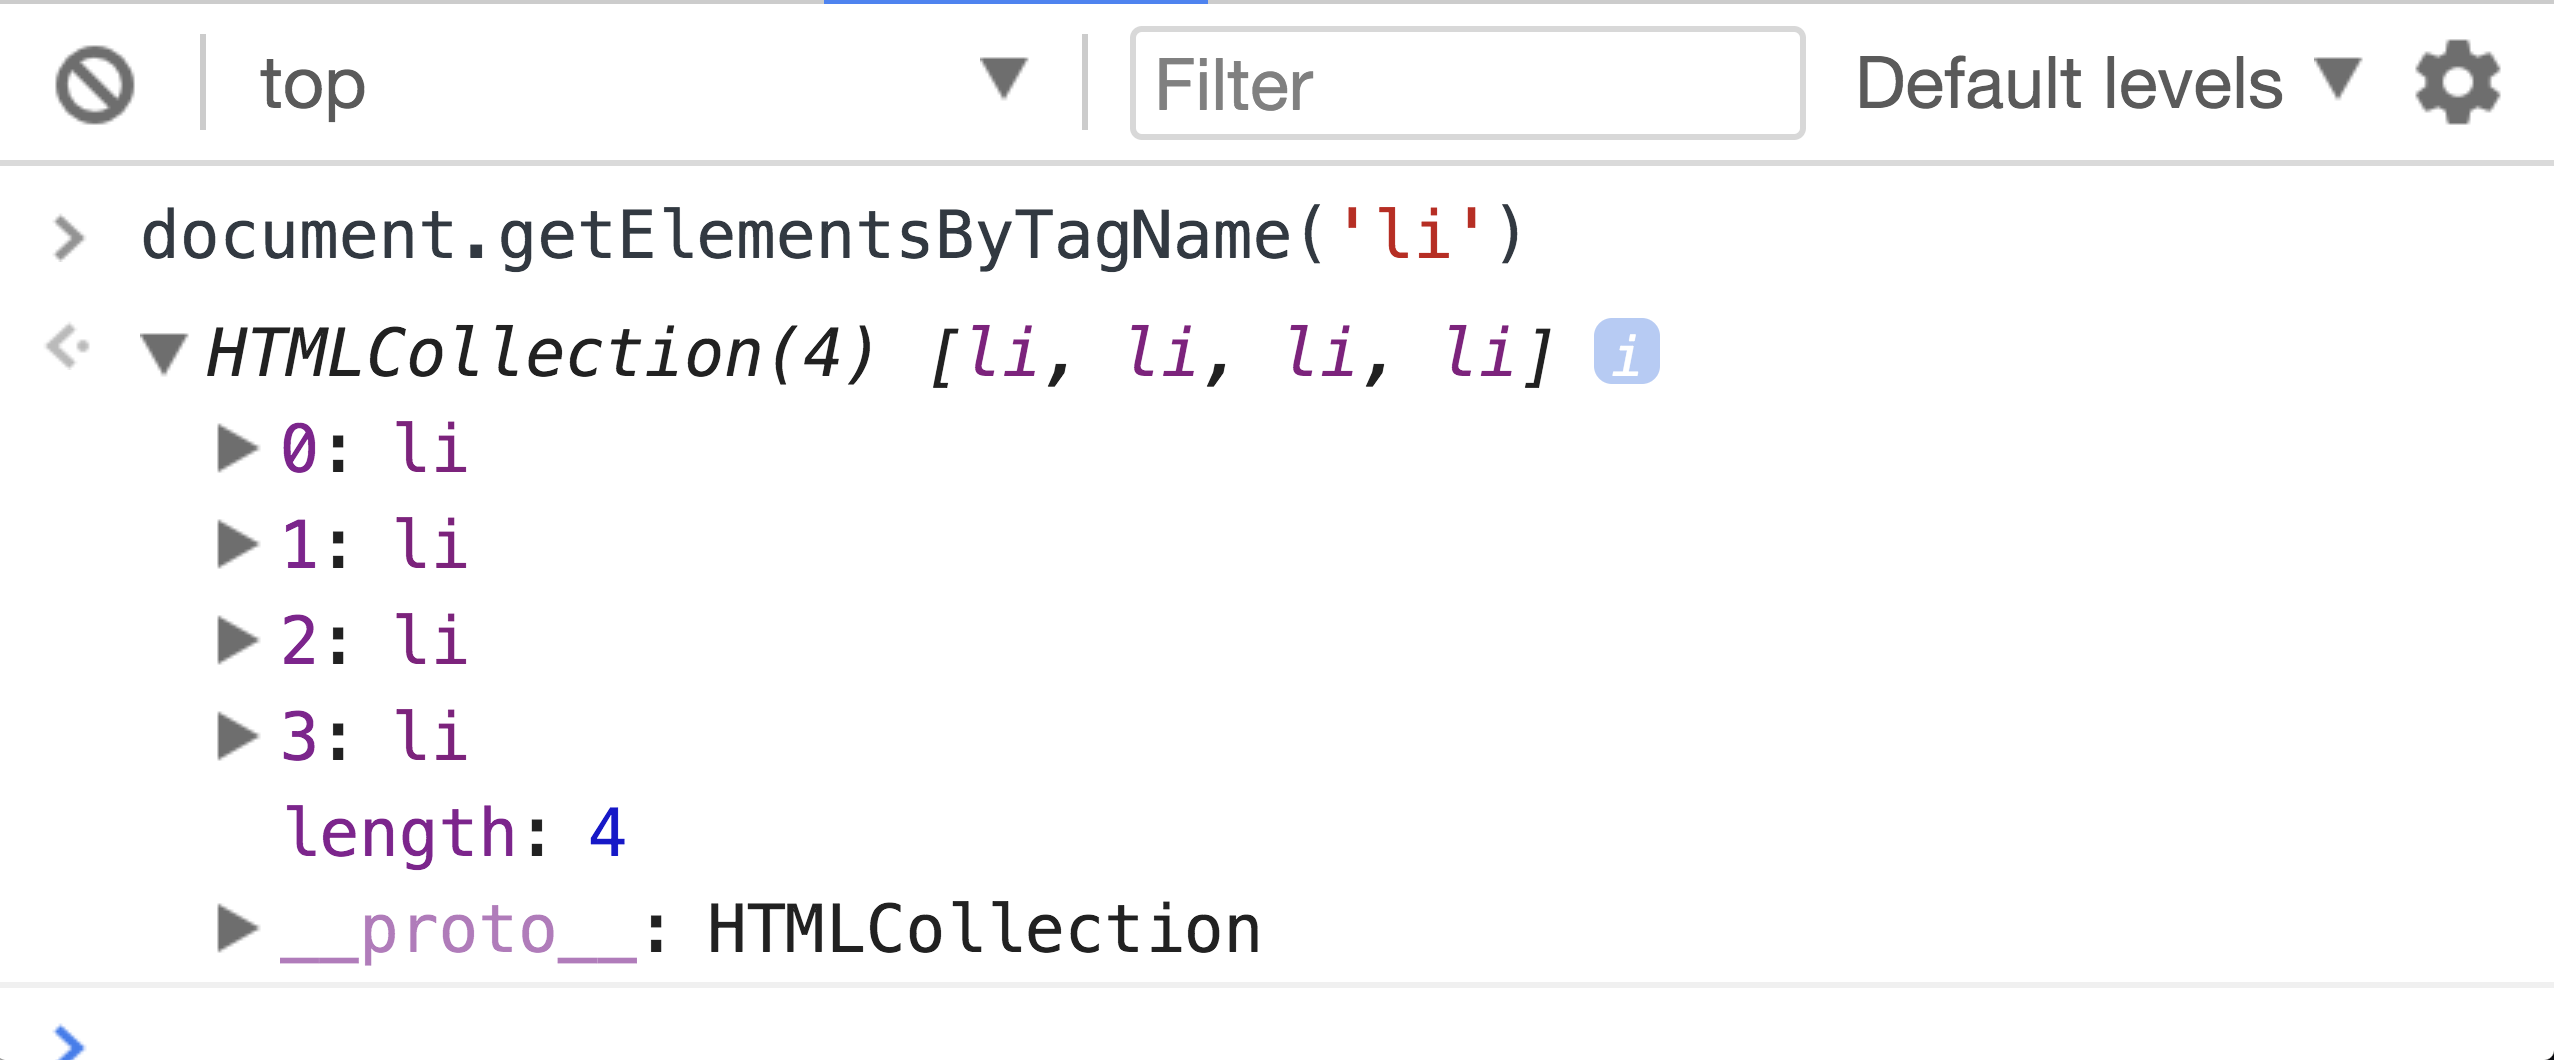 top Filter Default levels
document.getElementsByTagName('li')
HTMLCollection(4) [li, li, li, li] i
0: li
1: li
2: li
3: li
length: 4
__proto__: HTMLCollection